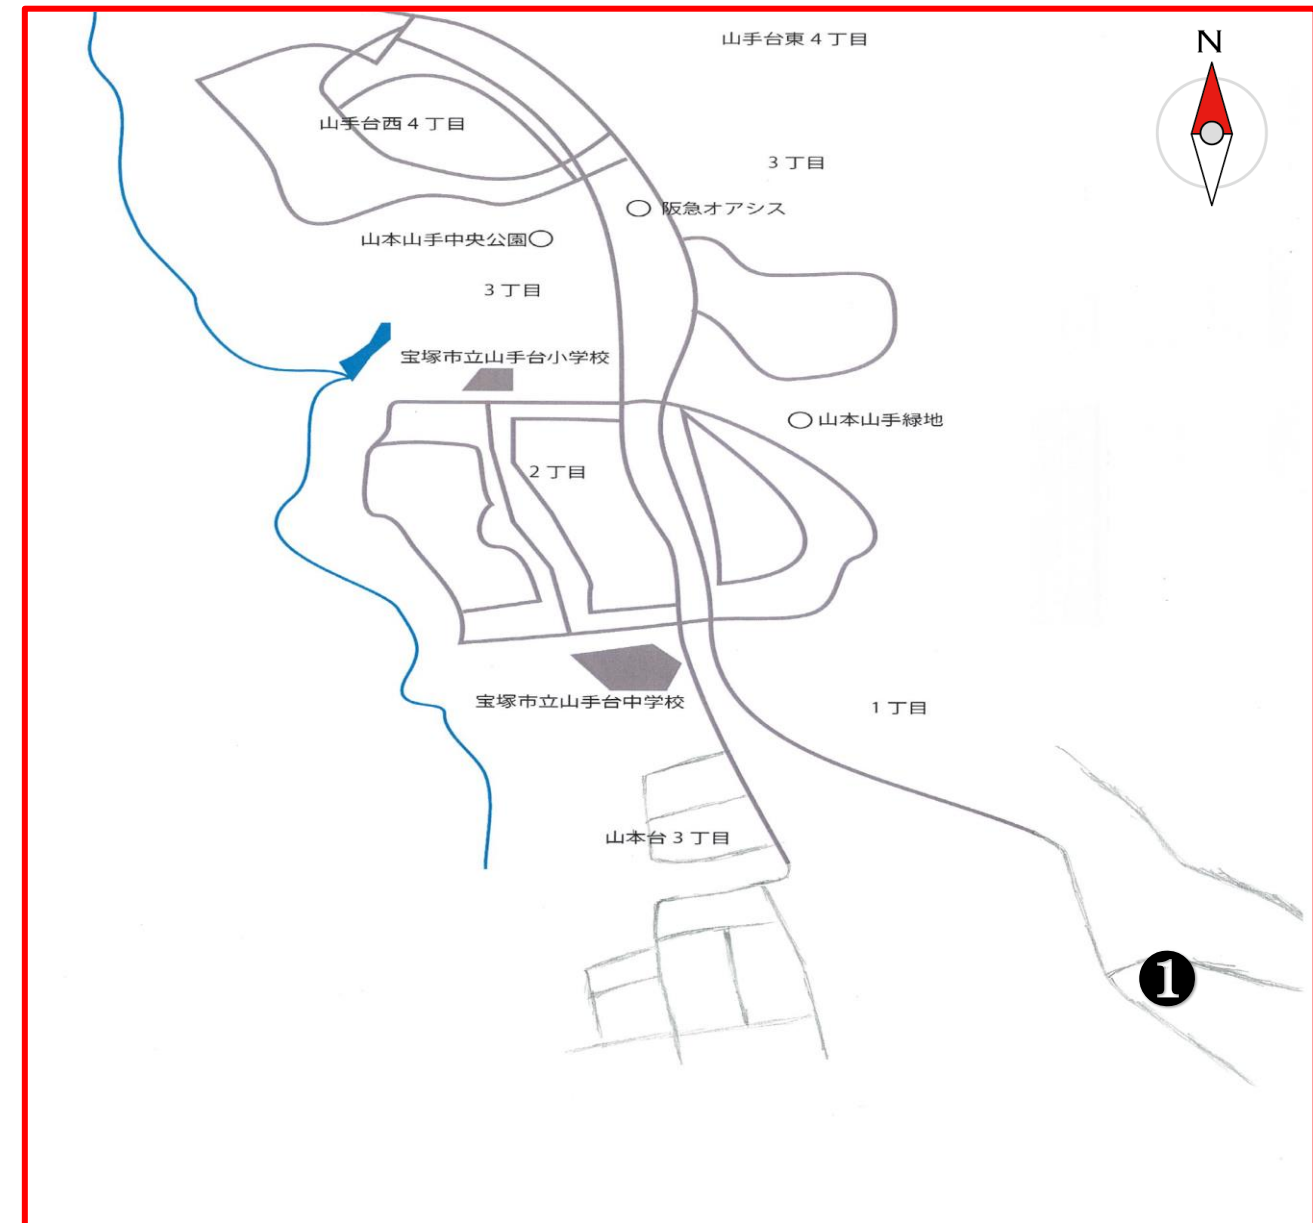 山手台東4丁目
N
山手台西4丁目
3丁目
阪急オアシス
山本山手中央公園
3丁目
宝塚市立山手台小学校
山本山手緑地
2丁目
宝塚市立山手台中学校
1丁目
山本台3丁目
1